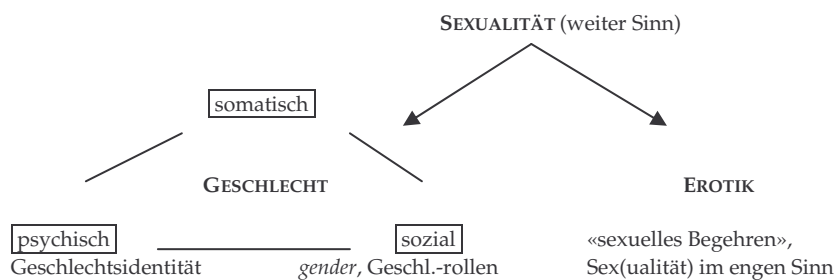 SEXUALITÄT (weiter Sinn)
somatisch
GESCHLECHT EROTIK
psychisch sozial «sexuelles Begehren»,
Geschlechtsidentität gender, Geschl.-rollen Sex(ualität) im engen Sinn